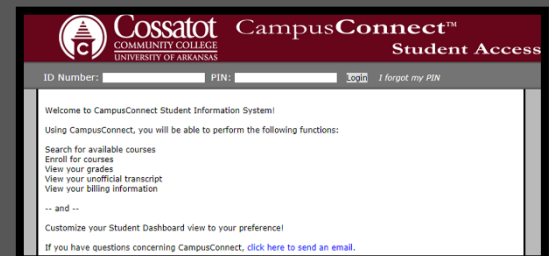 Cossatot CampusConnect™
COMMUNITY COLLEGE Student Access
UNIVERSITY OF ARKANSAS
C
ID Number: PIN: Login I forgot my PIN
Welcome to CampusConnect Student Information System!
Using CampusConnect, you will be able to perform the following functions:
Search for available courses
Enroll for courses
View your grades
View your unofficial transcript
View your billing information
-- and --
Customize your Student Dashboard view to your preference!
If you have questions concerning CampusConnect, click here to send an email.